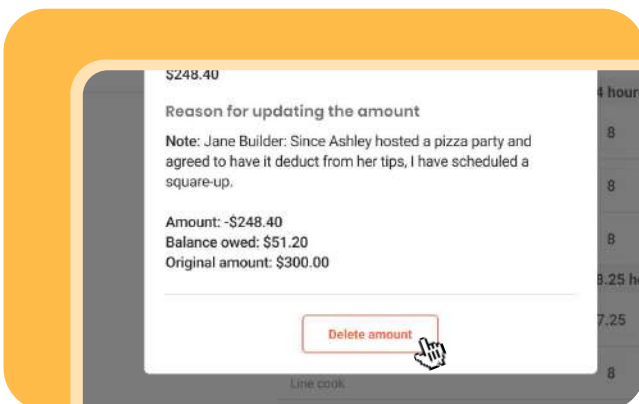 $248.40
4 hour
Reason for updating the amount
8
Note: Jane Builder: Since Ashley hosted a pizza party and
agreed to have it deduct from her tips, I have scheduled a
square-up.
8
Amount: -$248.40
Balance owed: $51.20
8
Original amount: $300.00
8.25 h
7.25
Delete amount
8
Line cook